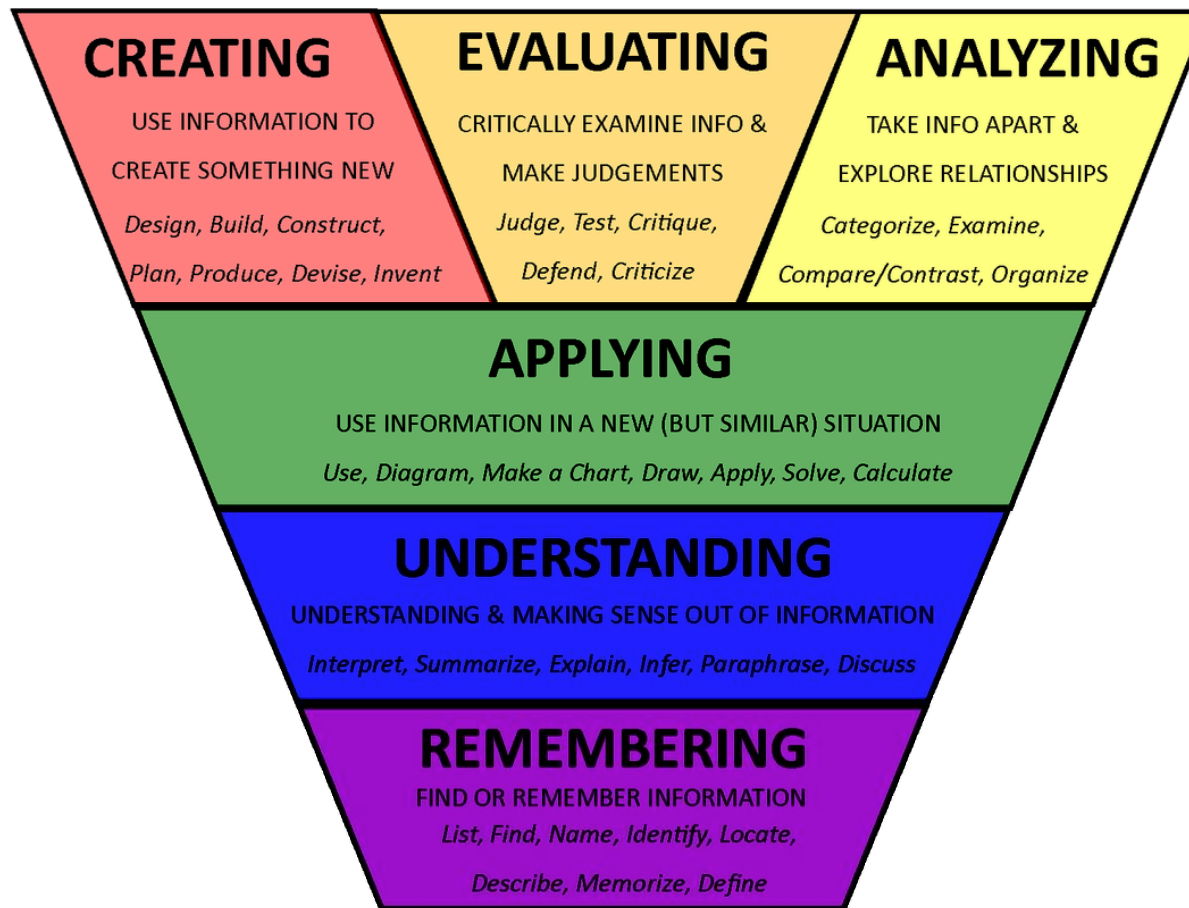 CREATING
USE INFORMATION TO
CREATE SOMETHING NEW
Design, Build, Construct,
Plan, Produce, Devise, Invent
EVALUATING
CRITICALLY EXAMINE INFO &
MAKE JUDGEMENTS
Judge, Test, Critique,
Defend, Criticize
ANALYZING
TAKE INFO APART &
EXPLORE RELATIONSHIPS
Categorize, Examine,
Compare/Contrast, Organize
APPLYING
USE INFORMATION IN A NEW (BUT SIMILAR) SITUATION
Use, Diagram, Make a Chart, Draw, Apply, Solve, Calculate
UNDERSTANDING
UNDERSTANDING & MAKING SENSE OUT OF INFORMATION
Interpret, Summarize, Explain, Infer, Paraphrase, Discuss
REMEMBERING
FIND OR REMEMBER INFORMATION
List, Find, Name, Identify, Locate,
Describe, Memorize, Define